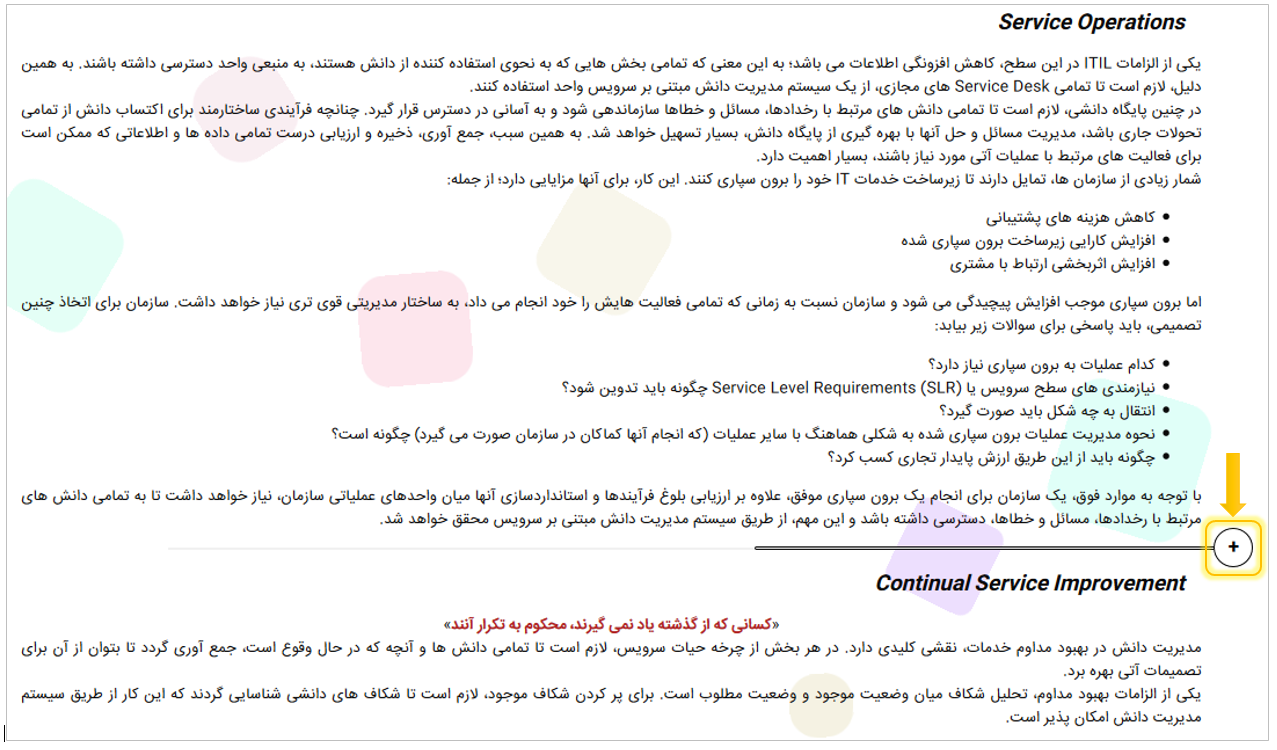 Service Operations
یکی از الزامات ITIL در این سطح، کاهش افزونگی اطلاعات می باشد؛ به این معنی که تمامی بخش هایی که به نحوی استفاده کننده از دانش هستند، به منبعی واحد دسترسی داشته باشند. به همین
دلیل، لازم است تا تمامی Service Desk های مجازی، از یک سیستم مدیریت دانش مبتنی بر سرویس واحد استفاده کنند.
در چنین پایگاه دانشی، لازم است تا تمامی دانش های مرتبط با رخدادها، مسائل و خطاها سازماندهی شود و به آسانی در دسترس قرار گیرد. چنانچه فرآیندی ساختارمند برای اکتساب دانش از تمامی
تحولات جاری باشد، مدیریت مسائل و حل آنها با بهره گیری از پایگاه دانش، بسیار تسهیل خواهد شد. به همین سبب، جمع آوری، ذخیره و ارزیابی درست تمامی داده ها و اطلاعاتی که ممکن است
برای فعالیت های مرتبط با عملیات آتی مورد نیاز باشند، بسیار اهمیت دارد.
شمار زیادی از سازمان ها، تمایل دارند تا زیرساخت خدمات IT خود را برون سپاری کنند. این کار، برای آنها مزایایی دارد؛ از جمله:
• کاهش هزینه های پشتیبانی
• افزایش کارایی زیرساخت برون سپاری شده
• افزایش اثربخشی ارتباط با مشتری
اما برون سپاری موجب افزایش پیچیدگی می شود و سازمان نسبت به زمانی که تمامی فعالیت هایش را خود انجام می داد، به ساختار مدیریتی قوی تری نیاز خواهد داشت. سازمان برای اتخاذ چنین
تصمیمی، باید پاسخی برای سوالات زیر بیابد:
• کدام عملیات به برون سپاری نیاز دارد؟
• نیازمندی های سطح سرویس یا Service Level Requirements (SLR) چگونه باید تدوین شود؟
• انتقال به چه شکل باید صورت گیرد؟
• نحوه مدیریت عملیات برون سپاری شده به شکلی هماهنگ با سایر عملیات (که انجام آنها کماکان در سازمان صورت می گیرد) چگونه است؟
• چگونه باید از این طریق ارزش پایدار تجاری کسب کرد؟
با توجه به موارد فوق، یک سازمان برای انجام یک برون سپاری موفق، علاوه بر ارزیابی بلوغ فرآیندها و استانداردسازی آنها میان واحدهای عملیاتی سازمان، نیاز خواهد داشت تا به تمامی دانش های
مرتبط با رخدادها، مسائل و خطاها، دسترسی داشته باشد و این مهم، از طریق سیستم مدیریت دانش مبتنی بر سرویس محقق خواهد شد.
+
Continual Service Improvement
«کسانی که از گذشته یاد نمی گیرند، محکوم به تکرار آنند»
مدیریت دانش در بهبود مداوم خدمات، نقشی کلیدی دارد. در هر بخش از چرخه حیات سرویس، لازم است تا تمامی دانش ها و آنچه که در حال وقوع است، جمع آوری گردد تا بتوان از آن برای
تصمیمات آتی بهره برد.
یکی از الزامات بهبود مداوم، تحلیل شکاف میان وضعیت موجود و وضعیت مطلوب است. برای پر کردن شکاف موجود، لازم است تا شکاف های دانشی شناسایی گردند که این کار از طریق سیستم
مدیریت دانش امکان پذیر است.